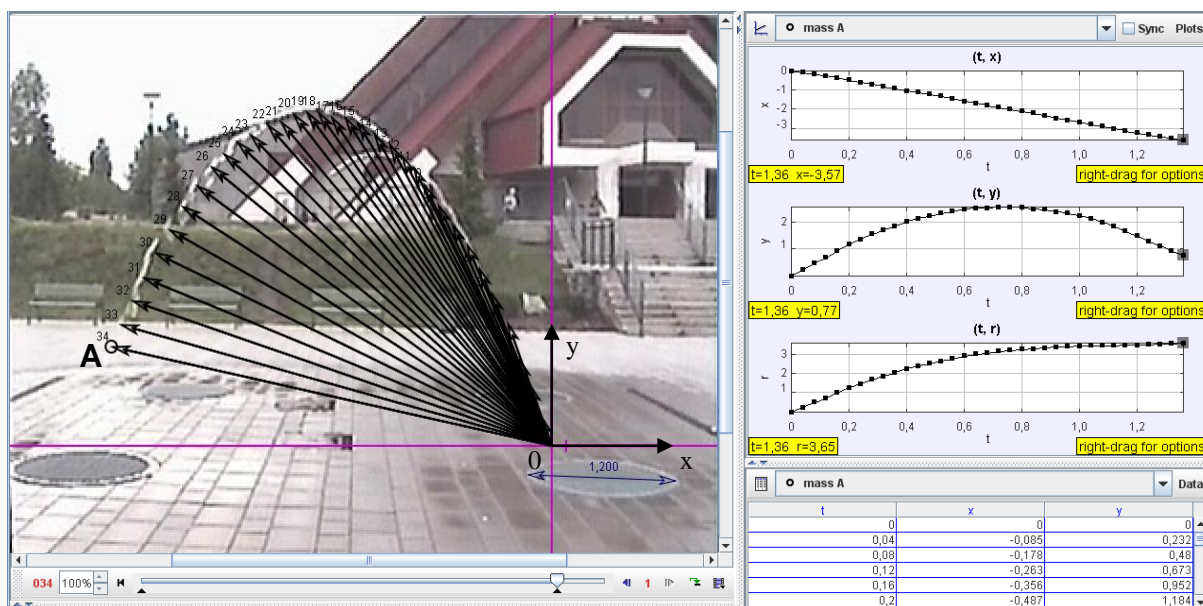 mass A
Sync Plots
(t, x)
0
-1
-2
-3
x
0 0,2 0,4 0,6 0,8 1,0 1,2
t
t=1,36 x=-3,57
right-drag for options
(t, y)
2
1
y
0 0,2 0,4 0,6 0,8 1,0 1,2
t
t=1,36 y=0,77
right-drag for options
(t, r)
3
2
1
r
0 0,2 0,4 0,6 0,8 1,0 1,2
t
t=1,36 r=3,65
right-drag for options
22 21 20 19 18 17 16 15
24 23
25
26
27
28
29
30
31
32
33
34
A
y
0
x
1,200
034 100% 1
mass A
Data
t x y
0 0 0
0,04 -0,085 0,232
0,08 -0,178 0,48
0,12 -0,263 0,673
0,16 -0,356 0,952
0,2 -0,487 1,184